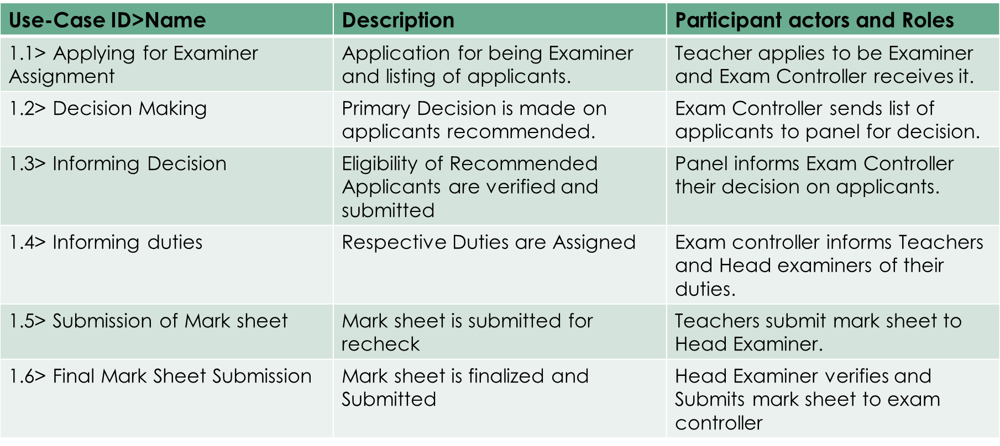 Use-Case ID>Name
Description
Participant actors and Roles
1.1> Applying for Examiner
Assignment
Application for being Examiner
and listing of applicants.
Teacher applies to be Examiner
and Exam Controller receives it.
1.2> Decision Making
Primary Decision is made on
applicants recommended.
Exam Controller sends list of
applicants to panel for decision.
1.3> Informing Decision
Eligibility of Recommended
Applicants are verified and
submitted
Panel informs Exam Controller
their decision on applicants.
1.4> Informing duties
Respective Duties are Assigned
Exam controller informs Teachers
and Head examiners of their
duties.
1.5> Submission of Mark sheet
Mark sheet is submitted for
recheck
Teachers submit mark sheet to
Head Examiner.
1.6> Final Mark Sheet Submission
Mark sheet is finalized and
Submitted
Head Examiner verifies and
Submits mark sheet to exam
controller